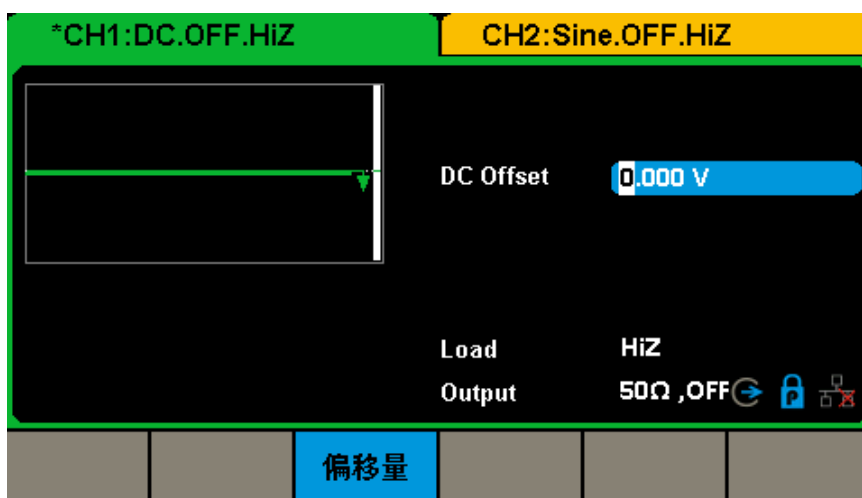 *CH1:DC.OFF.HiZ
CH2:Sine.OFF.HiZ
DC Offset 0.000 V
Load HiZ
Output 50Ω ,OFF
P
偏移量